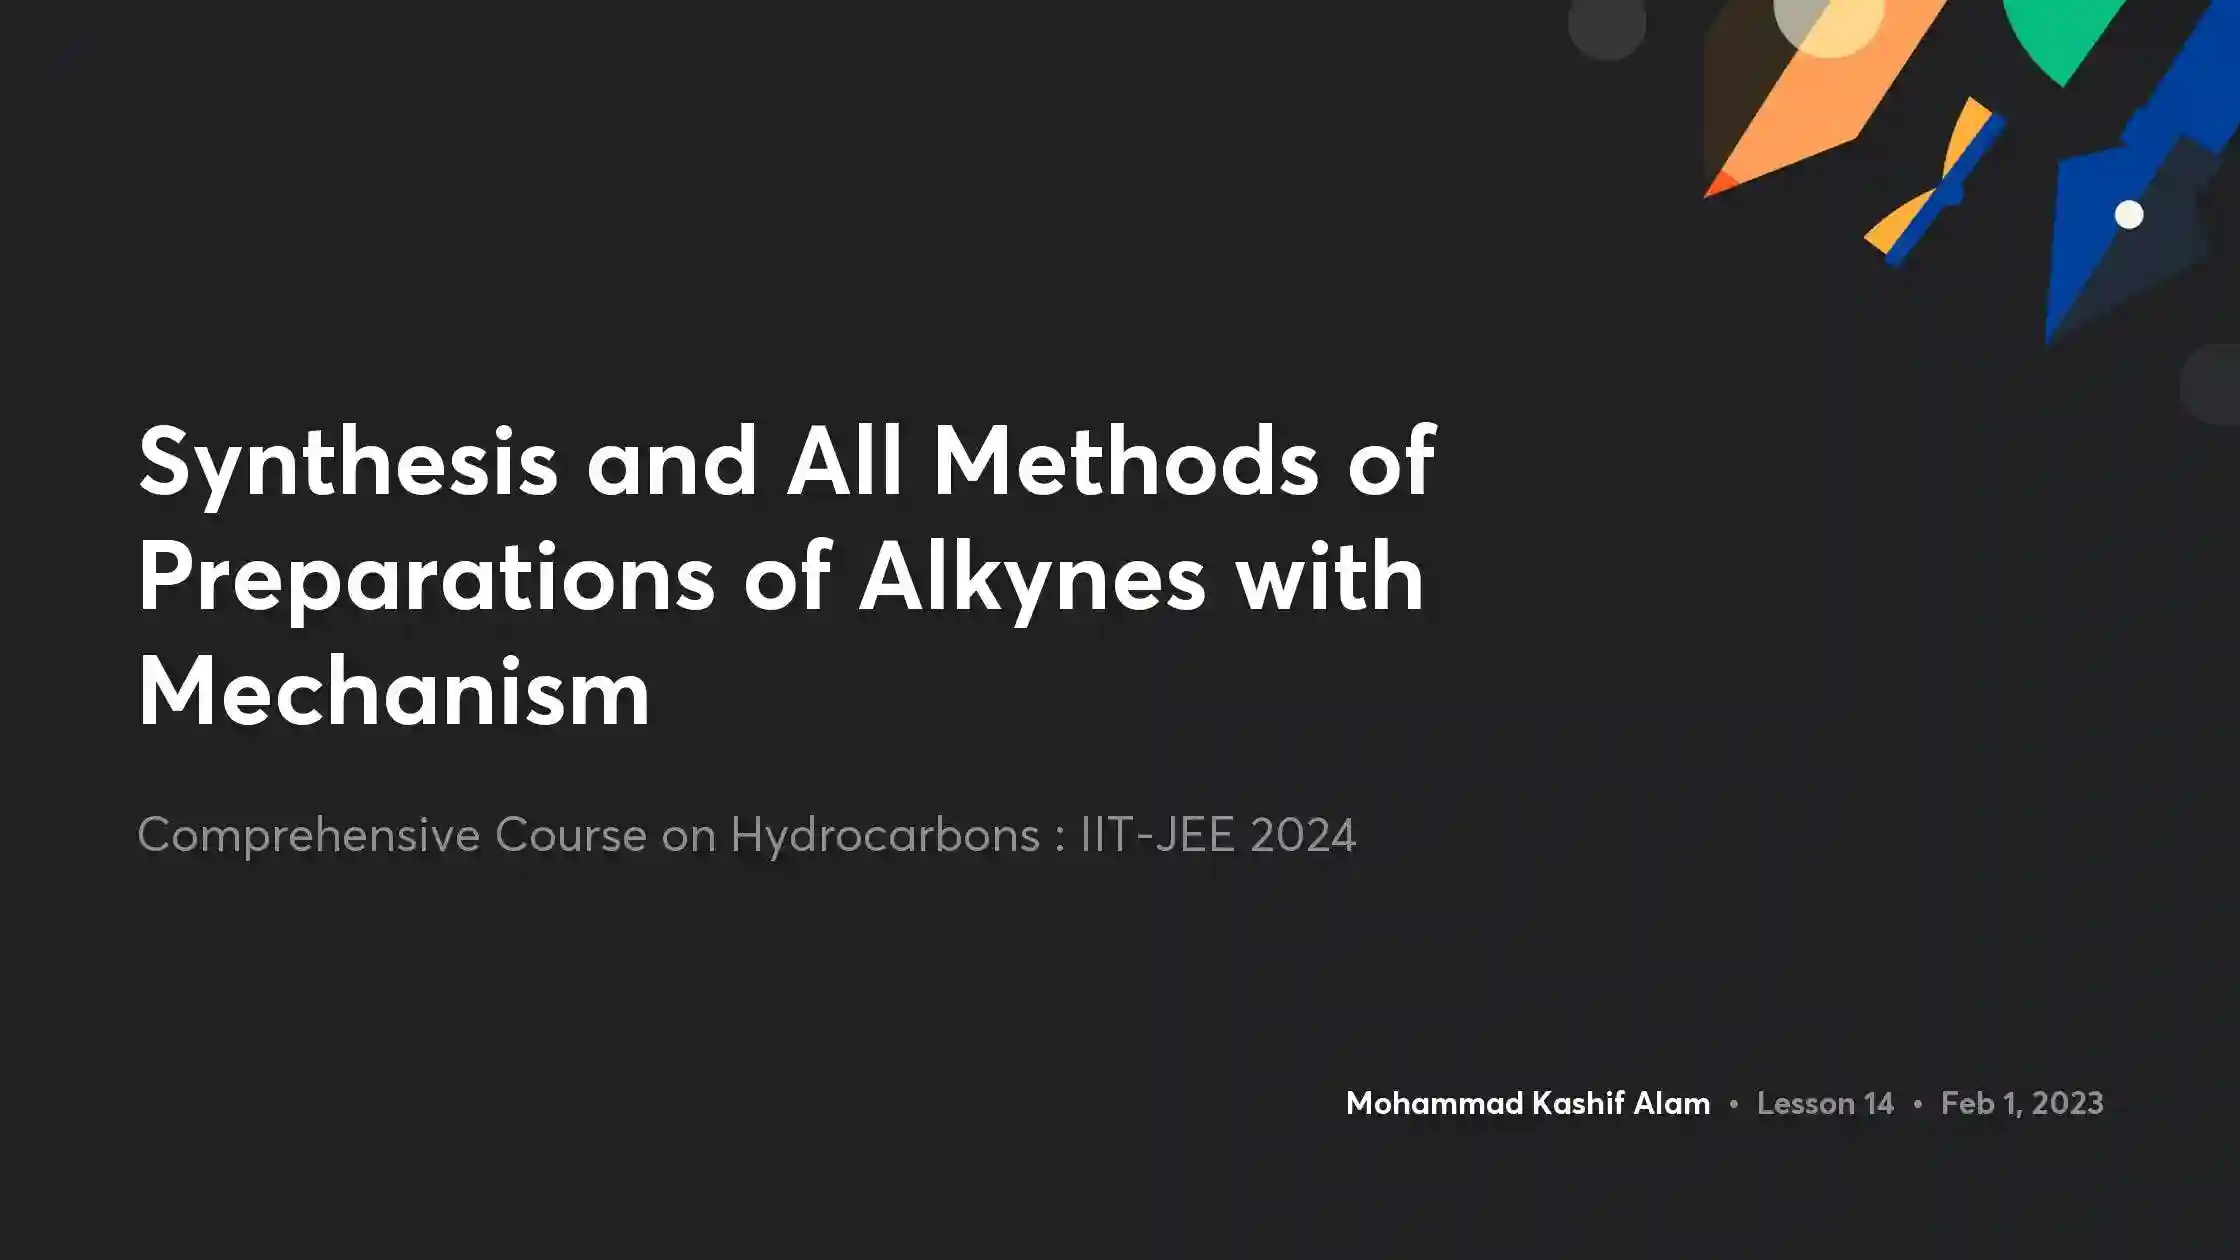 Synthesis and All Methods of
Preparations of Alkynes with
Mechanism
Comprehensive Course on Hydrocarbons : IIT-JEE 2024
Mohammad Kashif Alam • Lesson 14 • Feb 1, 2023